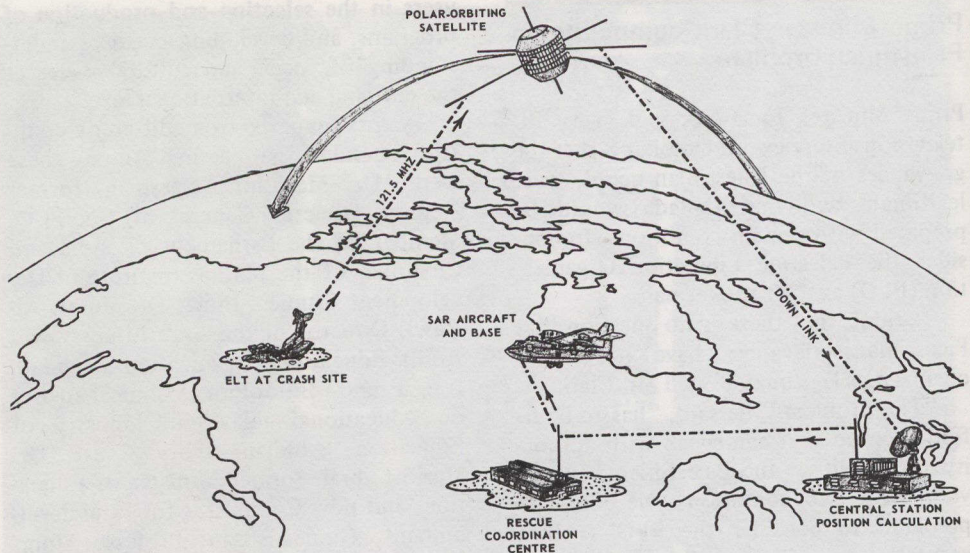 POLAR-ORBITING
SATELLITE
121.5 MHZ
DOWN LINK
SAR AIRCRAFT
AND BASE
ELT AT CRASH SITE
RESCUE
CO-ORDINATION
CENTRE
CENTRAL STATION
POSITION CALCULATION